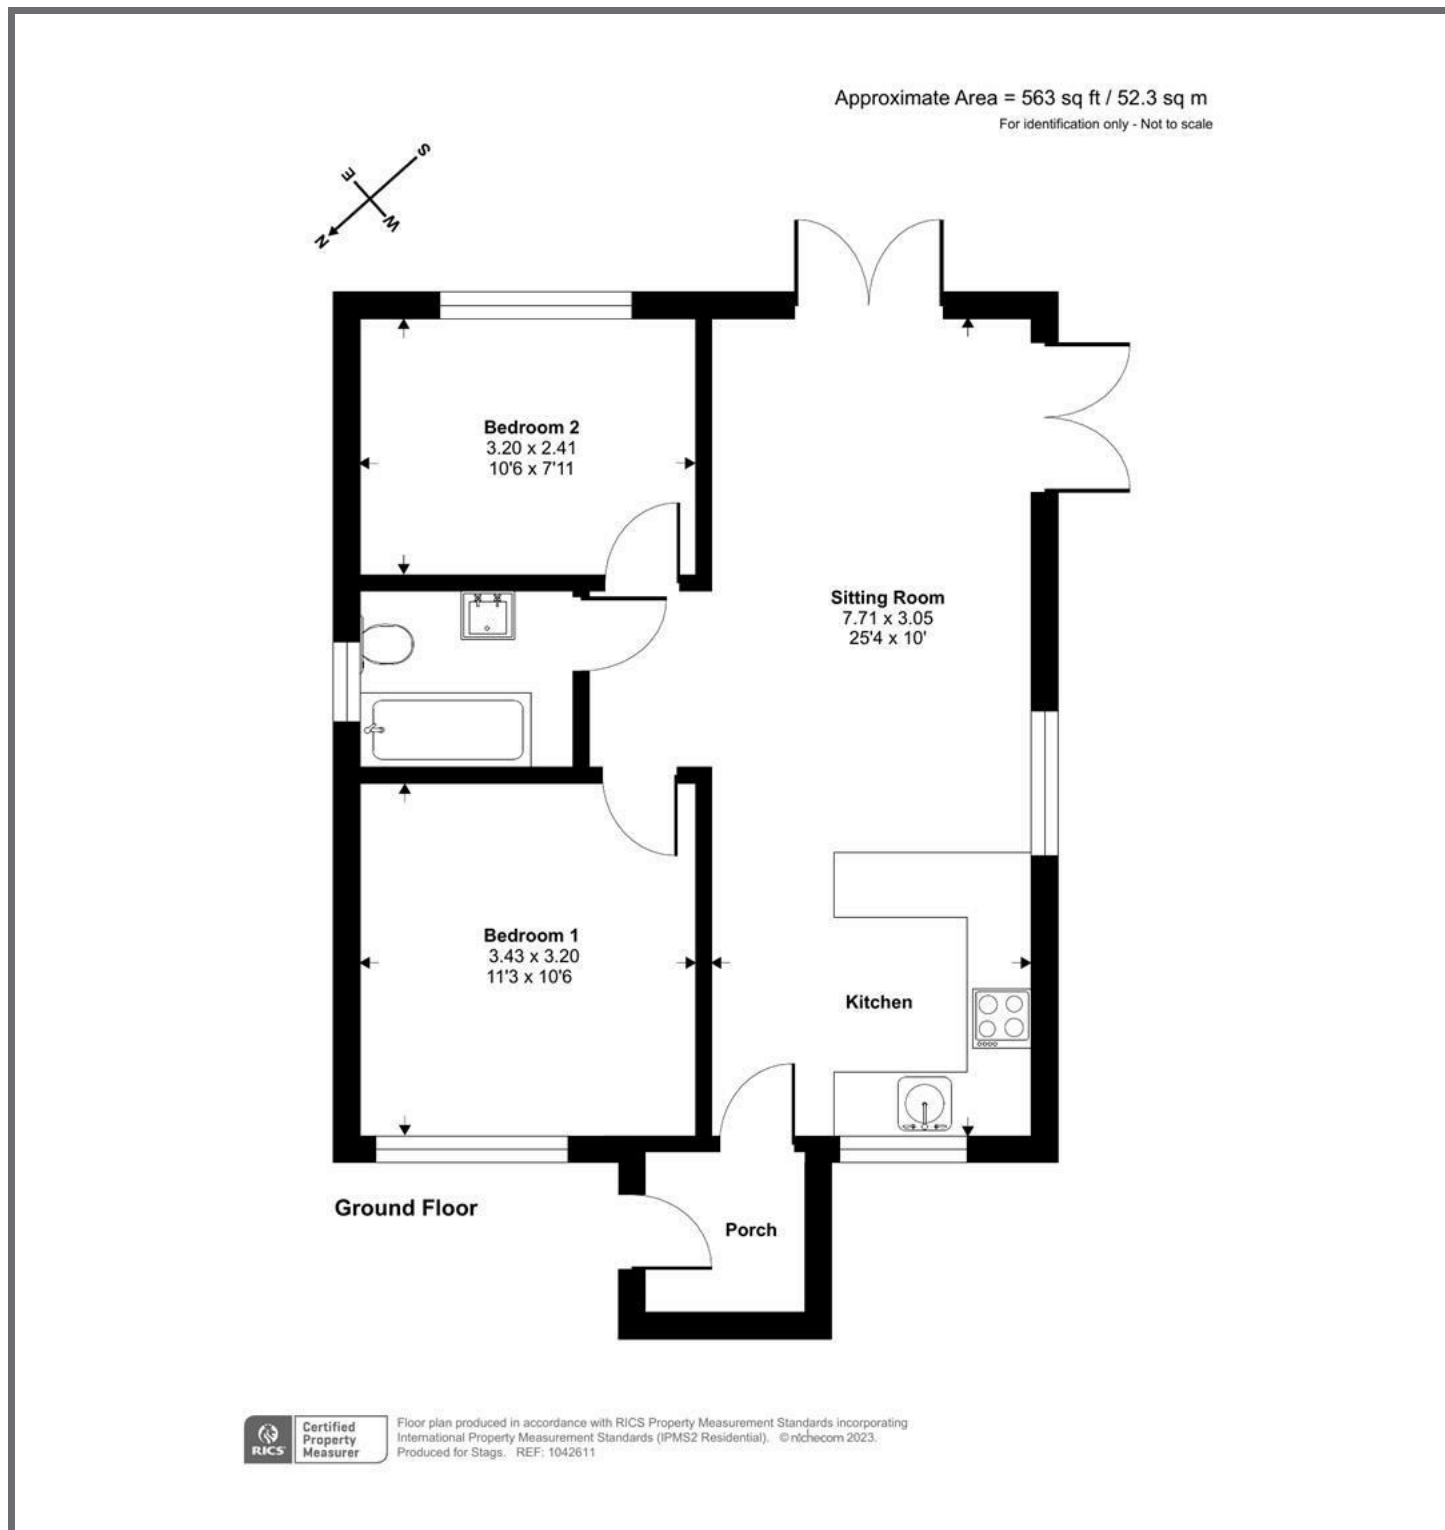 Approximate Area = 563 sq ft / 52.3 sq m
For identification only - Not to scale
S
E
W
N
Bedroom 2
3.20 x 2.41
10'6 x 7'11
Sitting Room
7.71 x 3.05
25'4 x 10'
Bedroom 1
3.43 x 3.20
11'3 x 10'6
Kitchen
Ground Floor
Porch
RICS
Certified
Property
Measurer
Floor plan produced in accordance with RICS Property Measurement Standards incorporating
International Property Measurement Standards (IPMS2 Residential). © nichecom 2023.
Produced for Stags. REF: 1042611